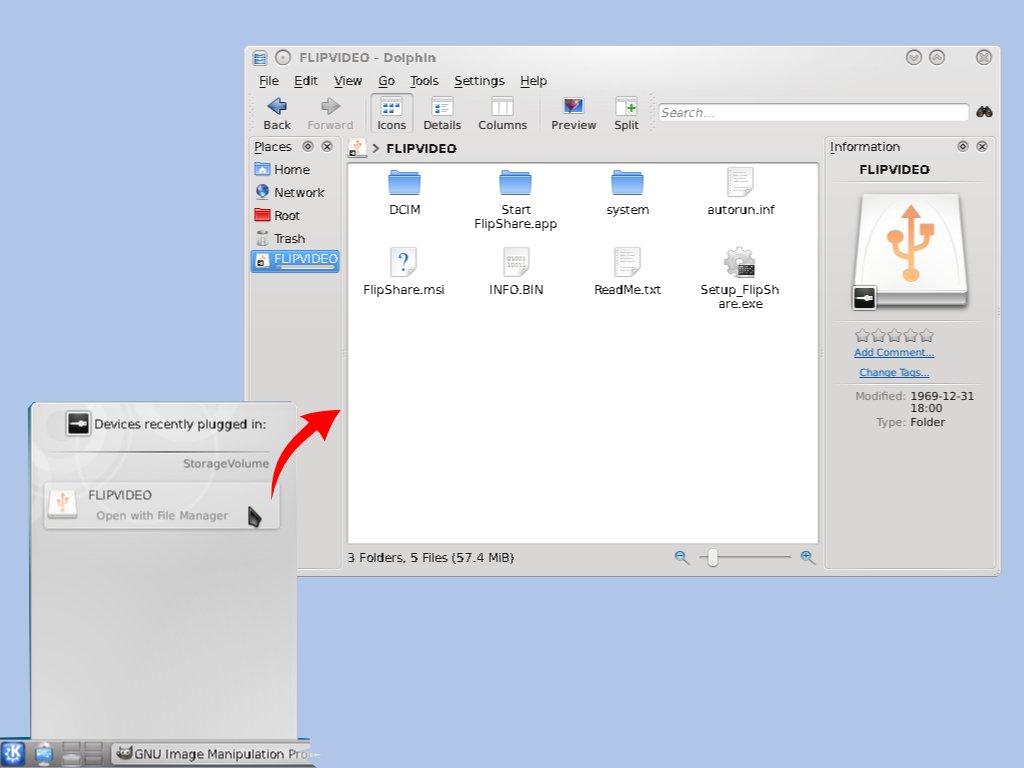 FLIPVIDEO - Dolphin
File Edit View Go Tools Settings Help
Back Forward Icons Details Columns Preview Split Search...
Places
Home
Network
Root
Trash
FLIPVIDEO
> FLIPVIDEO
DCIM
Start
FlipShare.app
system
autorun.inf
FlipShare.msi
INFO.BIN
ReadMe.txt
Setup_FlipSh
are.exe
3 Folders, 5 Files (57.4 MiB)
Information
FLIPVIDEO
Add Comment...
Change Tags...
Modified: 1969-12-31
18:00
Type: Folder
Devices recently plugged in:
StorageVolume
FLIPVIDEO
Open with File Manager
GNU Image Manipulation Pro